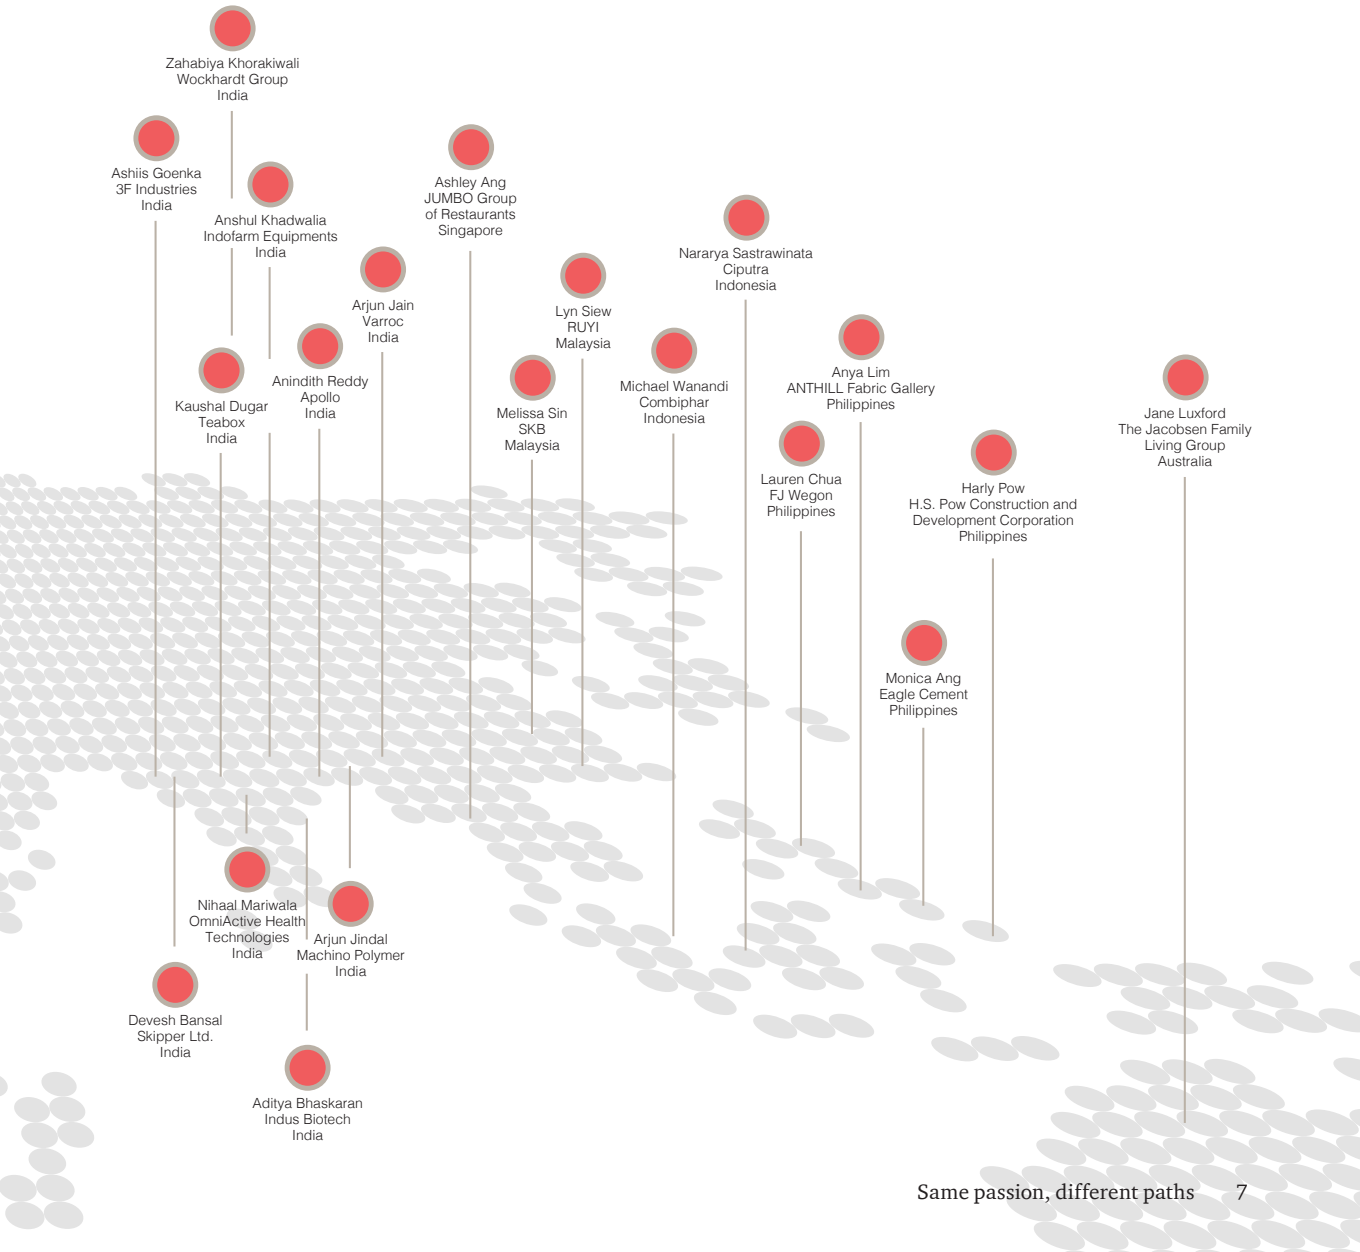 Zahabiya Khorakiwali
Wockhardt Group
India
Ashiis Goenka
3F Industries
India
Anshul Khadwalia
Indofarm Equipments
India
Ashley Ang
JUMBO Group
of Restaurants
Singapore
Nararya Sastrawinata
Ciputra
Indonesia
Arjun Jain
Varroc
India
Lyn Siew
RUYI
Malaysia
Anindith Reddy
Apollo
India
Kaushal Dugar
Teabox
India
Melissa Sin
SKB
Malaysia
Michael Wanandi
Combiphar
Indonesia
Anya Lim
ANTHILL Fabric Gallery
Philippines
Jane Luxford
The Jacobsen Family
Living Group
Australia
Lauren Chua
FJ Wegon
Philippines
Harly Pow
H.S. Pow Construction and
Development Corporation
Philippines
Monica Ang
Eagle Cement
Philippines
Nihaal Mariwala
OmniActive Health
Technologies
India
Arjun Jindal
Machino Polymer
India
Devesh Bansal
Skipper Ltd.
India
Aditya Bhaskaran
Indus Biotech
India
Same passion, different paths 7